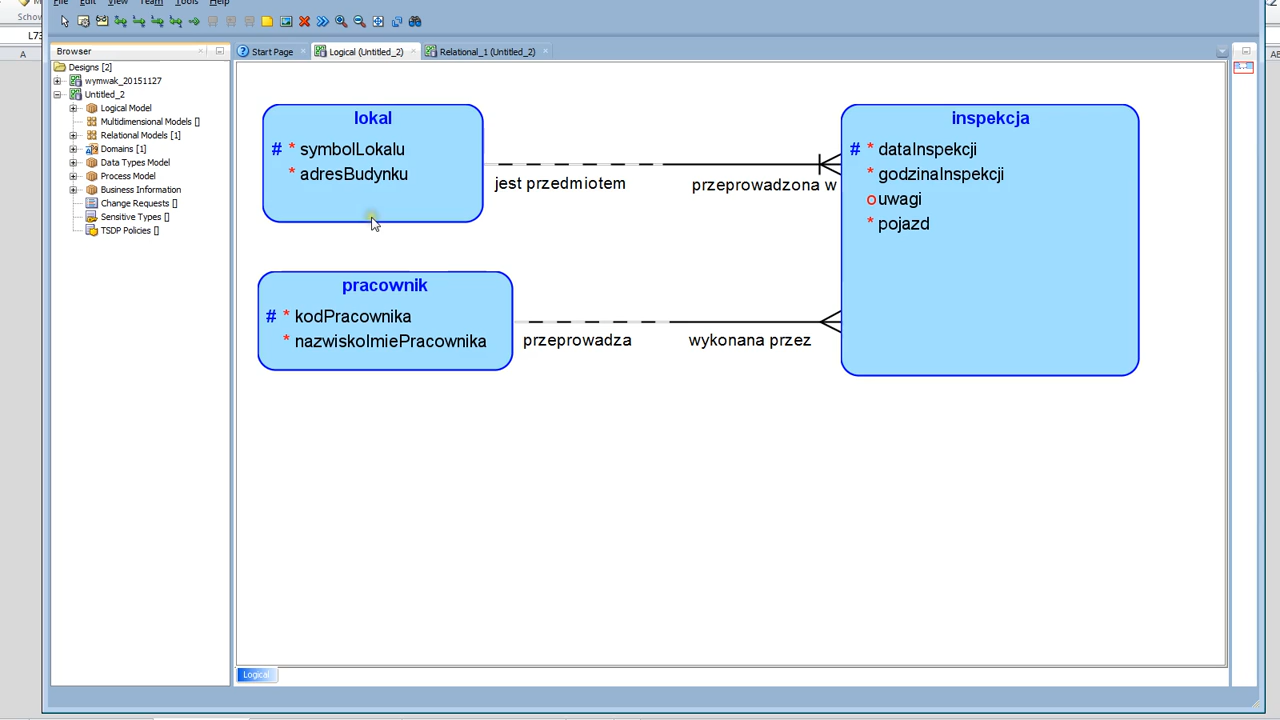 File Edit View Team Tools Help
L73
A
Browser
Start Page
Logical (Untitled_2)
Relational_1 (Untitled_2)
Designs [2]
wymwak_20151127
Untitled_2
Logical Model
Multidimensional Models []
Relational Models [1]
Domains [1]
Data Types Model
Process Model
Business Information
Change Requests []
Sensitive Types []
TSDP Policies []
lokal
# * symbolLokalu
* adresBudynku
jest przedmiotem
przeprowadzona w
inspekcja
# * dataInspekcji
* godzinaInspekcji
o uwagi
* pojazd
pracownik
# * kodPracownika
* nazwiskoImiePracownika
przeprowadza
wykonana przez
Logical